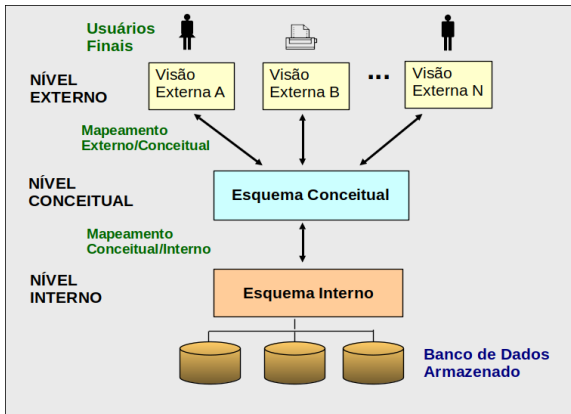 Usuários
Finais
NÍVEL
EXTERNO
Visão
Externa A
Visão
Externa B
...
Visão
Externa N
Mapeamento
Externo/Conceitual
NÍVEL
CONCEITUAL
Esquema Conceitual
Mapeamento
Conceitual/Interno
NÍVEL
INTERNO
Esquema Interno
Banco de Dados
Armazenado